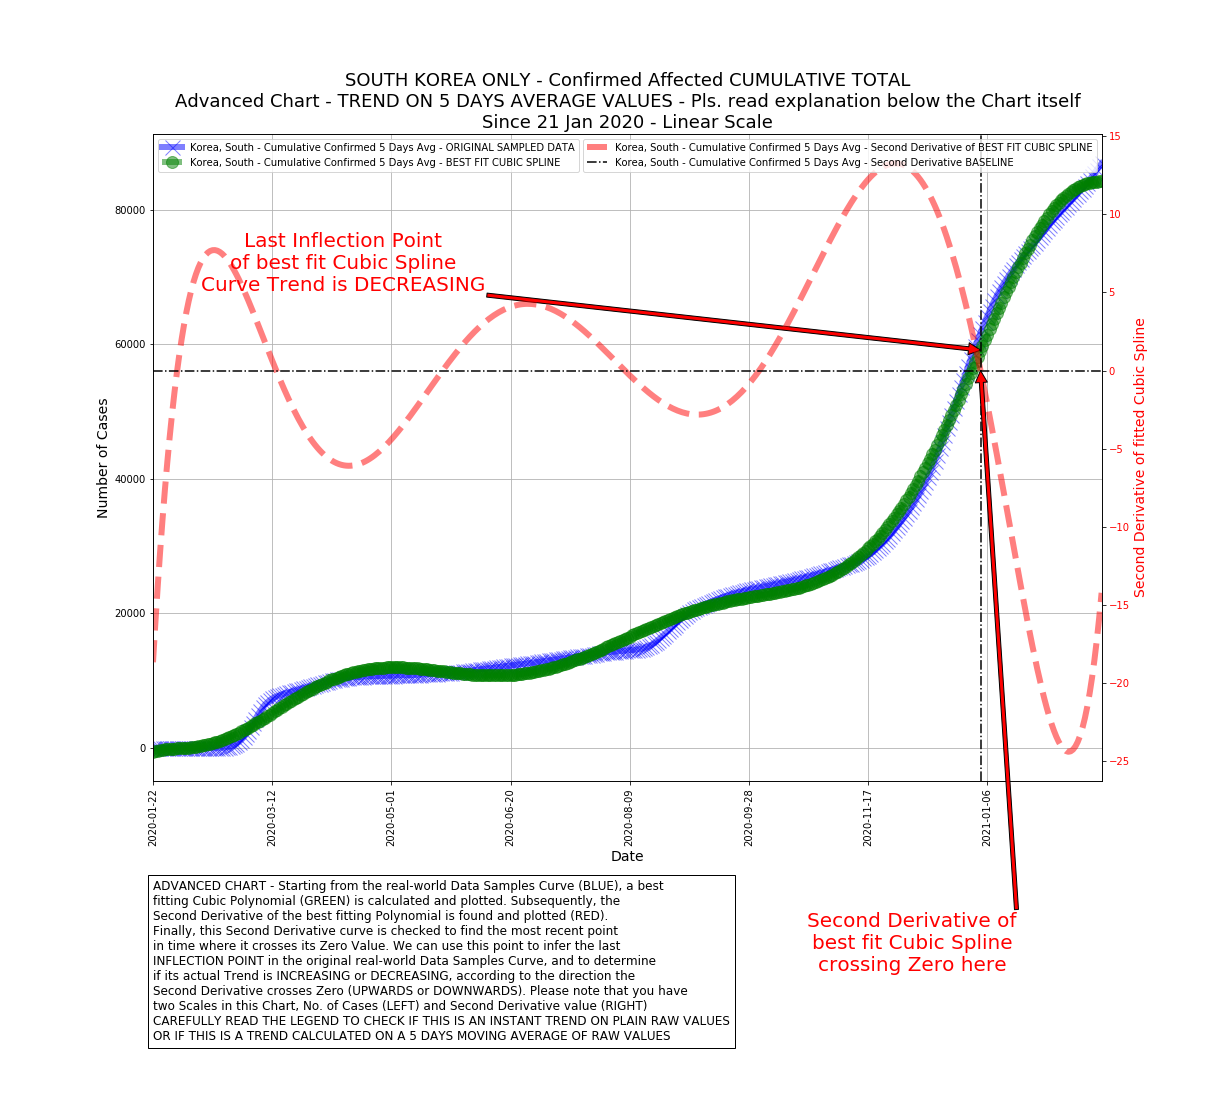 SOUTH KOREA ONLY - Confirmed Affected CUMULATIVE TOTAL
Advanced Chart - TREND ON 5 DAYS AVERAGE VALUES - Pls. read explanation below the Chart itself
Since 21 Jan 2020 - Linear Scale
Korea, South - Cumulative Confirmed 5 Days Avg - ORIGINAL SAMPLED DATA
Korea, South - Cumulative Confirmed 5 Days Avg - BEST FIT CUBIC SPLINE
Korea, South - Cumulative Confirmed 5 Days Avg - Second Derivative of BEST FIT CUBIC SPLINE
Korea, South - Cumulative Confirmed 5 Days Avg - Second Derivative BASELINE
Last Inflection Point
of best fit Cubic Spline
Curve Trend is DECREASING
Number of Cases
80000
60000
40000
20000
0
15
10
5
0
−5
−10
−15
−20
−25
Second Derivative of fitted Cubic Spline
2020-01-22
2020-03-12
2020-05-01
2020-06-20
2020-08-09
2020-09-28
2020-11-17
2021-01-06
Date
ADVANCED CHART - Starting from the real-world Data Samples Curve (BLUE), a best
fitting Cubic Polynomial (GREEN) is calculated and plotted. Subsequently, the
Second Derivative of the best fitting Polynomial is found and plotted (RED).
Finally, this Second Derivative curve is checked to find the most recent point
in time where it crosses its Zero Value. We can use this point to infer the last
INFLECTION POINT in the original real-world Data Samples Curve, and to determine
if its actual Trend is INCREASING or DECREASING, according to the direction the
Second Derivative crosses Zero (UPWARDS or DOWNWARDS). Please note that you have
two Scales in this Chart, No. of Cases (LEFT) and Second Derivative value (RIGHT)
CAREFULLY READ THE LEGEND TO CHECK IF THIS IS AN INSTANT TREND ON PLAIN RAW VALUES
OR IF THIS IS A TREND CALCULATED ON A 5 DAYS MOVING AVERAGE OF RAW VALUES
Second Derivative of
best fit Cubic Spline
crossing Zero here